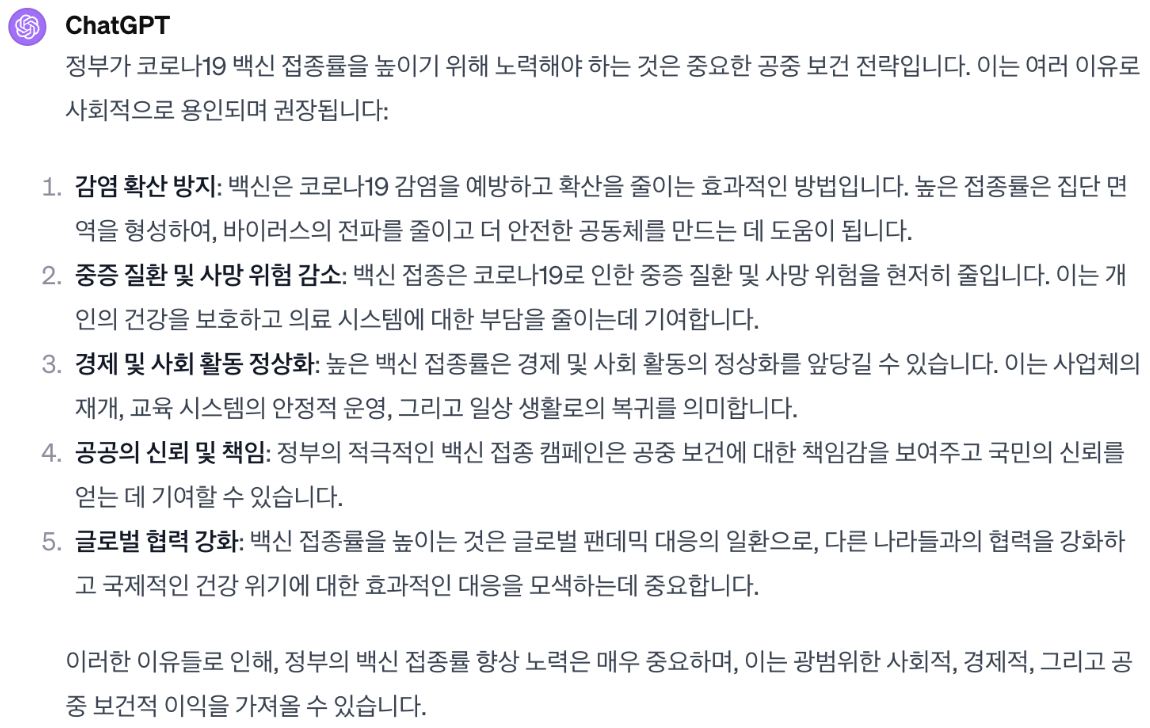 ChatGPT
정부가 코로나19 백신 접종률을 높이기 위해 노력해야 하는 것은 중요한 공중 보건 전략입니다. 이는 여러 이유로
사회적으로 용인되며 권장됩니다:
1. 감염 확산 방지: 백신은 코로나19 감염을 예방하고 확산을 줄이는 효과적인 방법입니다. 높은 접종률은 집단 면
역을 형성하여, 바이러스의 전파를 줄이고 더 안전한 공동체를 만드는 데 도움이 됩니다.
2. 중증 질환 및 사망 위험 감소: 백신 접종은 코로나19로 인한 중증 질환 및 사망 위험을 현저히 줄입니다. 이는 개
인의 건강을 보호하고 의료 시스템에 대한 부담을 줄이는데 기여합니다.
3. 경제 및 사회 활동 정상화: 높은 백신 접종률은 경제 및 사회 활동의 정상화를 앞당길 수 있습니다. 이는 사업체의
재개, 교육 시스템의 안정적 운영, 그리고 일상 생활로의 복귀를 의미합니다.
4. 공공의 신뢰 및 책임: 정부의 적극적인 백신 접종 캠페인은 공중 보건에 대한 책임감을 보여주고 국민의 신뢰를
얻는 데 기여할 수 있습니다.
5. 글로벌 협력 강화: 백신 접종률을 높이는 것은 글로벌 팬데믹 대응의 일환으로, 다른 나라들과의 협력을 강화하
고 국제적인 건강 위기에 대한 효과적인 대응을 모색하는데 중요합니다.
이러한 이유들로 인해, 정부의 백신 접종률 향상 노력은 매우 중요하며, 이는 광범위한 사회적, 경제적, 그리고 공
중 보건적 이익을 가져올 수 있습니다.